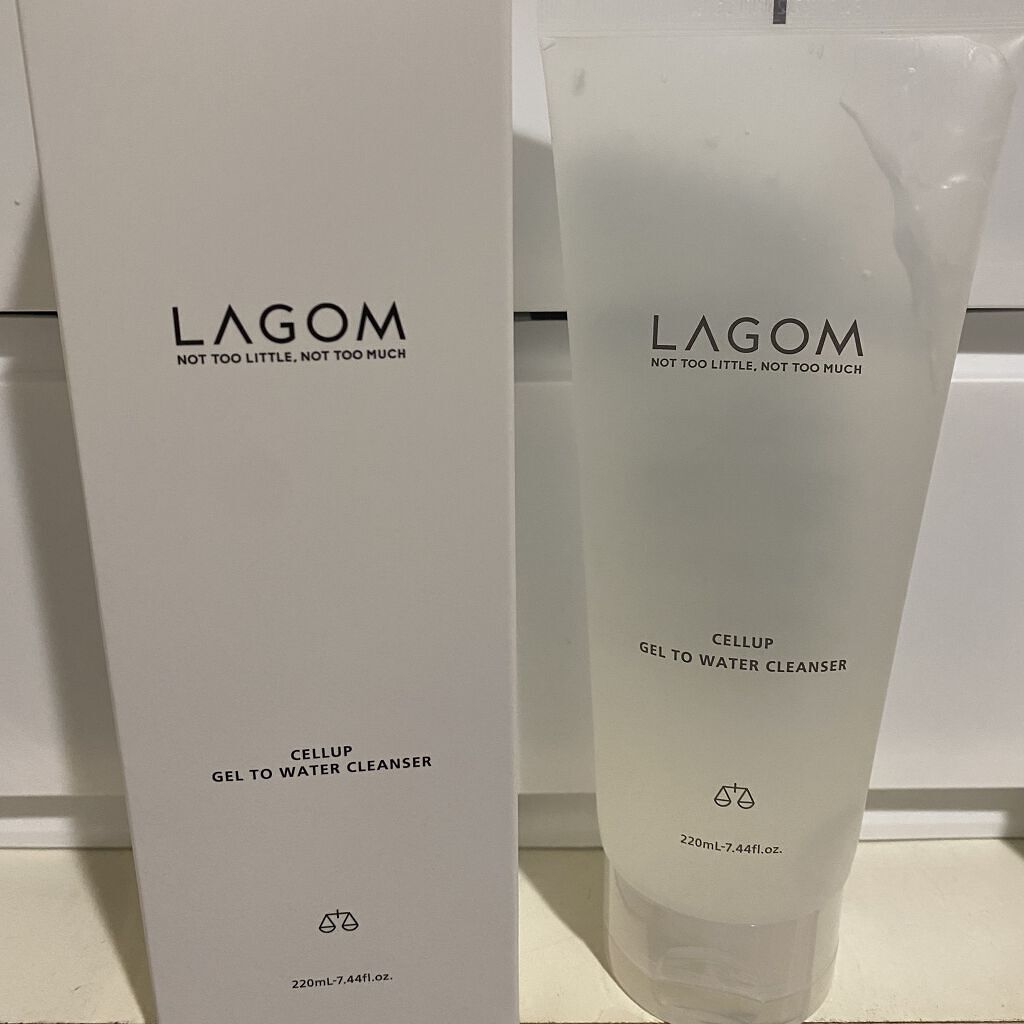 LAGOM
NOT TOO LITTLE, NOT TOO MUCH
CELLUP
GEL TO WATER CLEANSER
220mL-7.44fl.oz.
LAGOM
NOT TOO LITTLE, NOT TOO MUCH
CELLUP
GEL TO WATER CLEANSER
220mL-7.44fl.oz.